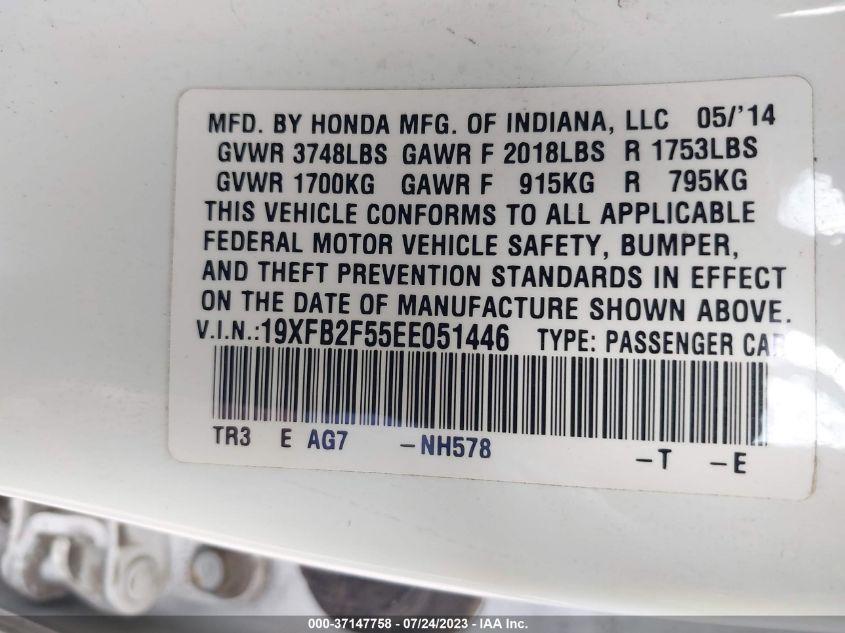 MFD. BY HONDA MFG. OF INDIANA, LLC 05/'14
GVWR 3748LBS GAWR F 2018LBS R 1753LBS
GVWR 1700KG GAWR F 915KG R 795KG
THIS VEHICLE CONFORMS TO ALL APPLICABLE
FEDERAL MOTOR VEHICLE SAFETY, BUMPER,
AND THEFT PREVENTION STANDARDS IN EFFECT
ON THE DATE OF MANUFACTURE SHOWN ABOVE.
V.I.N.:19XFB2F55EE051446 TYPE: PASSENGER CAR
TR3 E AG7 –NH578 –T –E
000-37147758 - 07/24/2023 - IAA Inc.